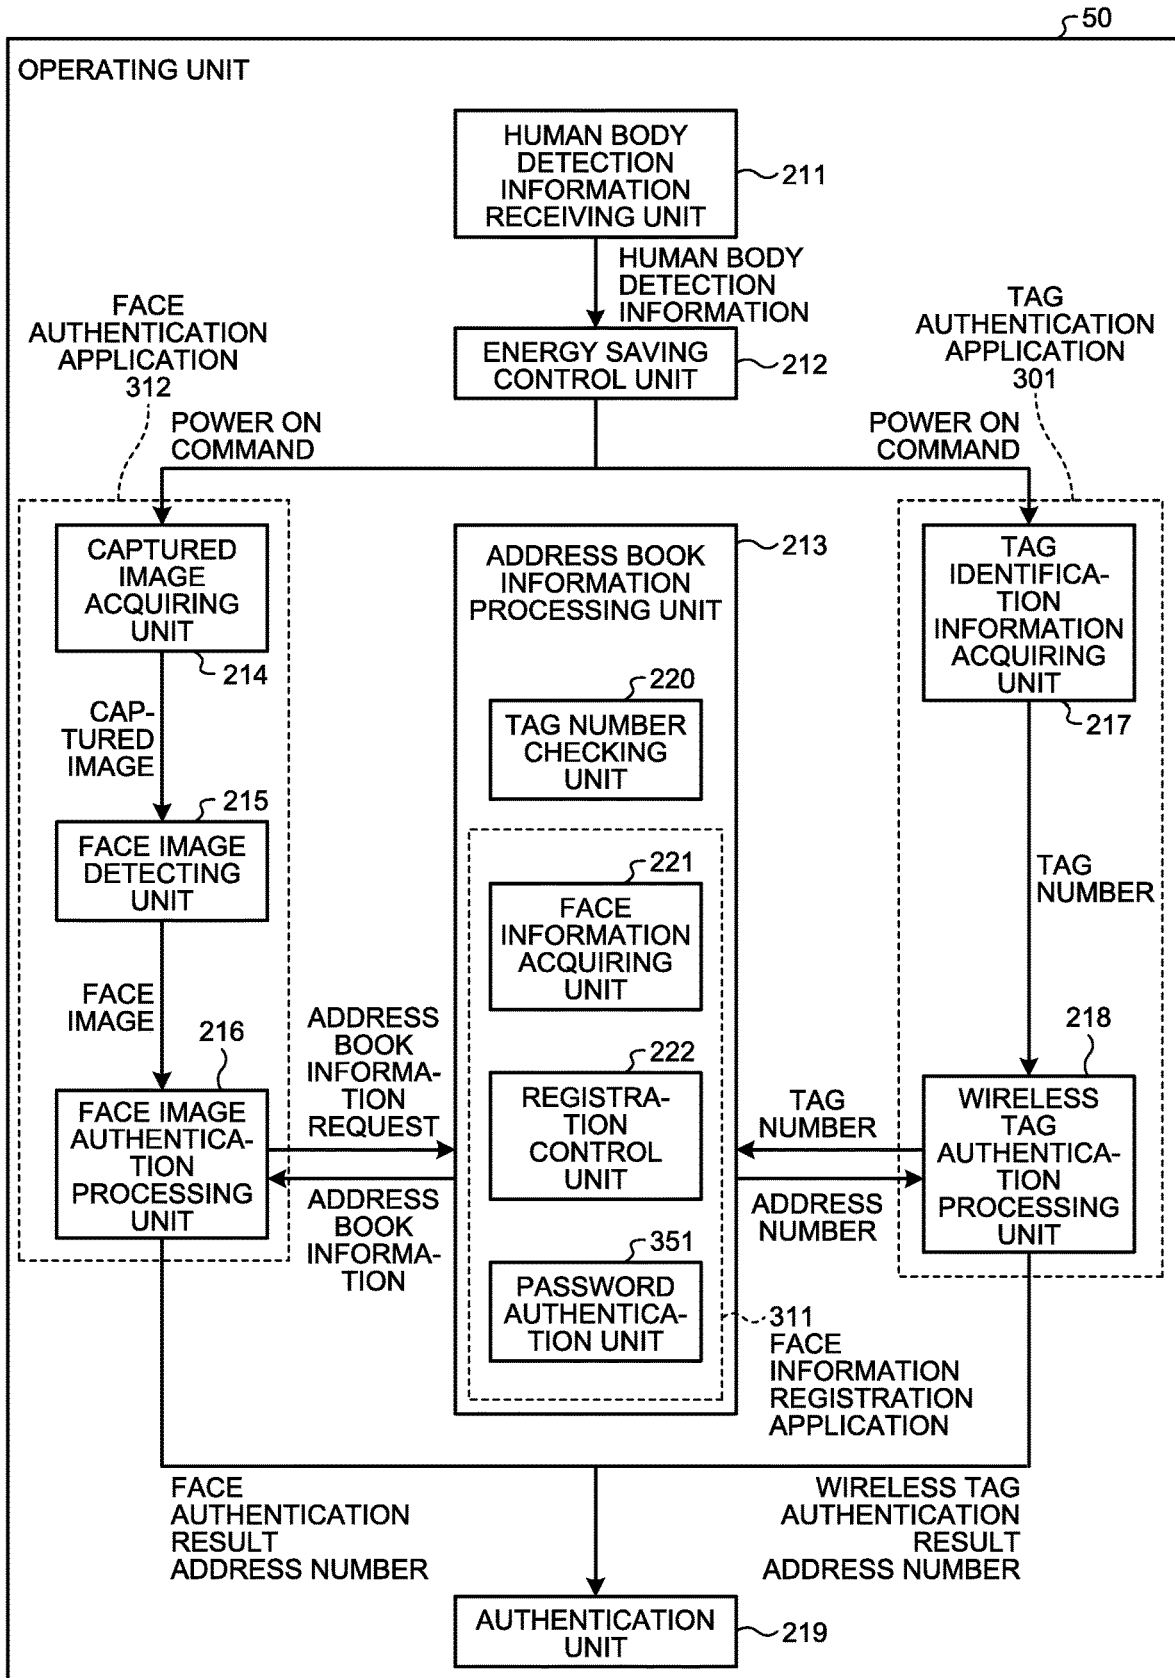 50
OPERATING UNIT
HUMAN BODY
DETECTION
INFORMATION
RECEIVING UNIT
211
HUMAN BODY
DETECTION
INFORMATION
FACE
AUTHENTICATION
APPLICATION
312
TAG
AUTHENTICATION
APPLICATION
301
ENERGY SAVING
CONTROL UNIT
212
POWER ON
COMMAND
POWER ON
COMMAND
CAPTURED
IMAGE
ACQUIRING
UNIT
214
CAP-
TURED
IMAGE
215
FACE IMAGE
DETECTING
UNIT
FACE
IMAGE
216
FACE IMAGE
AUTHENTICA-
TION
PROCESSING
UNIT
ADDRESS
BOOK
INFORMA-
TION
REQUEST
ADDRESS
BOOK
INFORMA-
TION
213
ADDRESS BOOK
INFORMATION
PROCESSING UNIT
220
TAG NUMBER
CHECKING
UNIT
221
FACE
INFORMATION
ACQUIRING
UNIT
222
REGISTRA-
TION
CONTROL
UNIT
351
PASSWORD
AUTHENTICA-
TION UNIT
311
FACE
INFORMATION
REGISTRATION
APPLICATION
TAG
IDENTIFICA-
TION
INFORMATION
ACQUIRING
UNIT
217
TAG
NUMBER
218
WIRELESS
TAG
AUTHENTICA-
TION
PROCESSING
UNIT
TAG
NUMBER
ADDRESS
NUMBER
FACE
AUTHENTICATION
RESULT
ADDRESS NUMBER
WIRELESS TAG
AUTHENTICATION
RESULT
ADDRESS NUMBER
AUTHENTICATION
UNIT
219